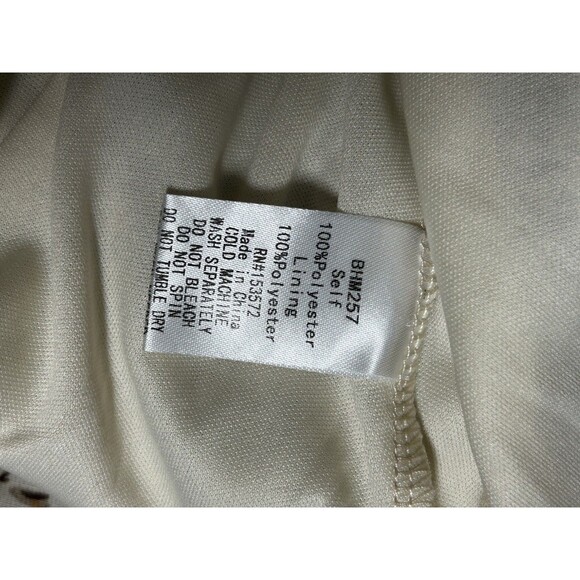 BHM257
Self
100%Polyester
Lining
100%Polyester
RN#153572
Made in China
COLD MACHINE
WASH SEPARATELY
DO NOT BLEACH
DO NOT SPIN
DO NOT TUMBLE DRY